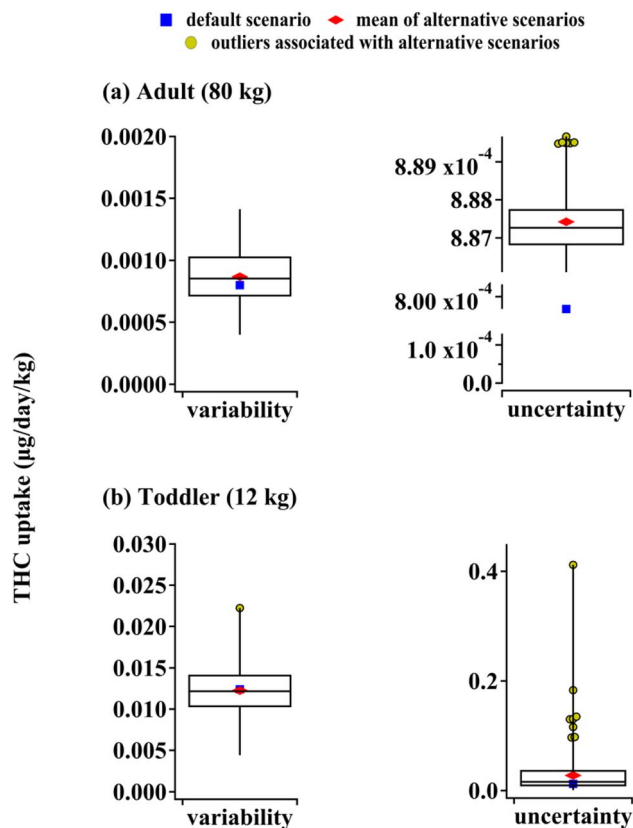 default scenario mean of alternative scenarios
outliers associated with alternative scenarios
(a) Adult (80 kg)
THC uptake (µg/day/kg)
0.0020
0.0015
0.0010
0.0005
0.0000
variability
8.89 x10⁻⁴
8.88
8.87
8.00 x10⁻⁴
1.0 x10⁻⁴
0.0
uncertainty
(b) Toddler (12 kg)
0.030
0.025
0.020
0.015
0.010
0.005
0.000
variability
0.4
0.2
0.0
uncertainty